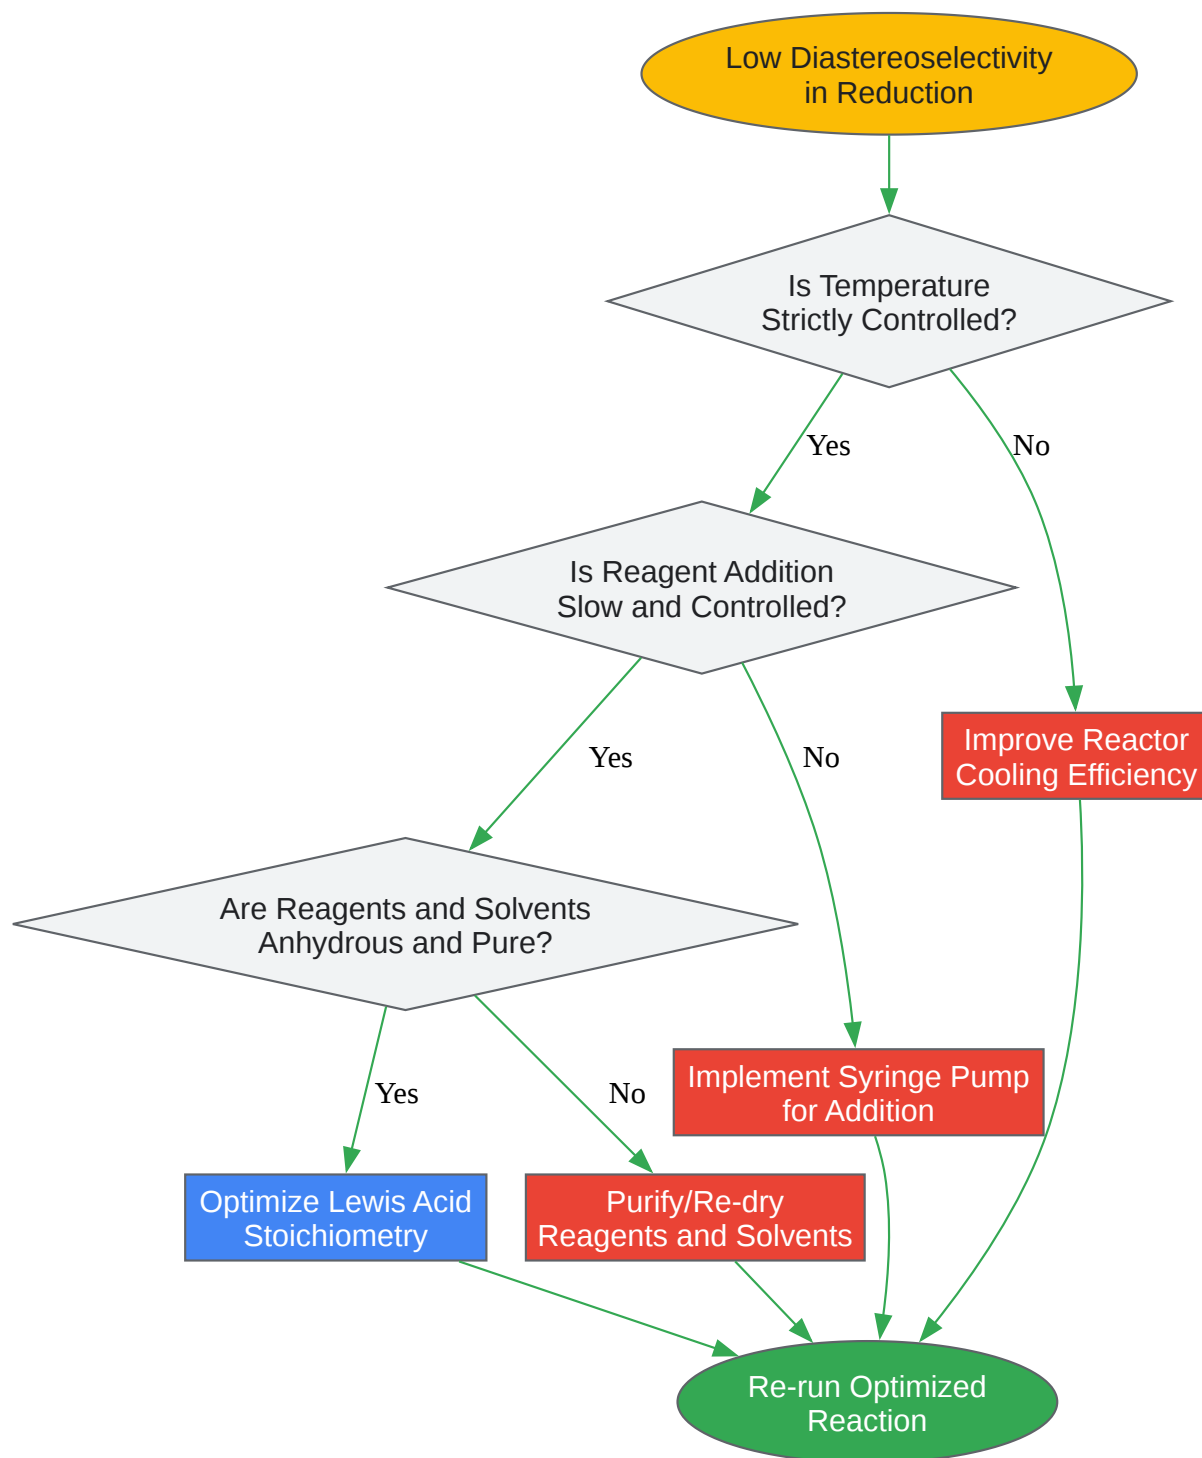 Low Diastereoselectivity
in Reduction
Is Temperature
Strictly Controlled?
Yes
No
Is Reagent Addition
Slow and Controlled?
Yes
No
Improve Reactor
Cooling Efficiency
Are Reagents and Solvents
Anhydrous and Pure?
Yes
No
Implement Syringe Pump
for Addition
Optimize Lewis Acid
Stoichiometry
Purify/Re-dry
Reagents and Solvents
Re-run Optimized
Reaction